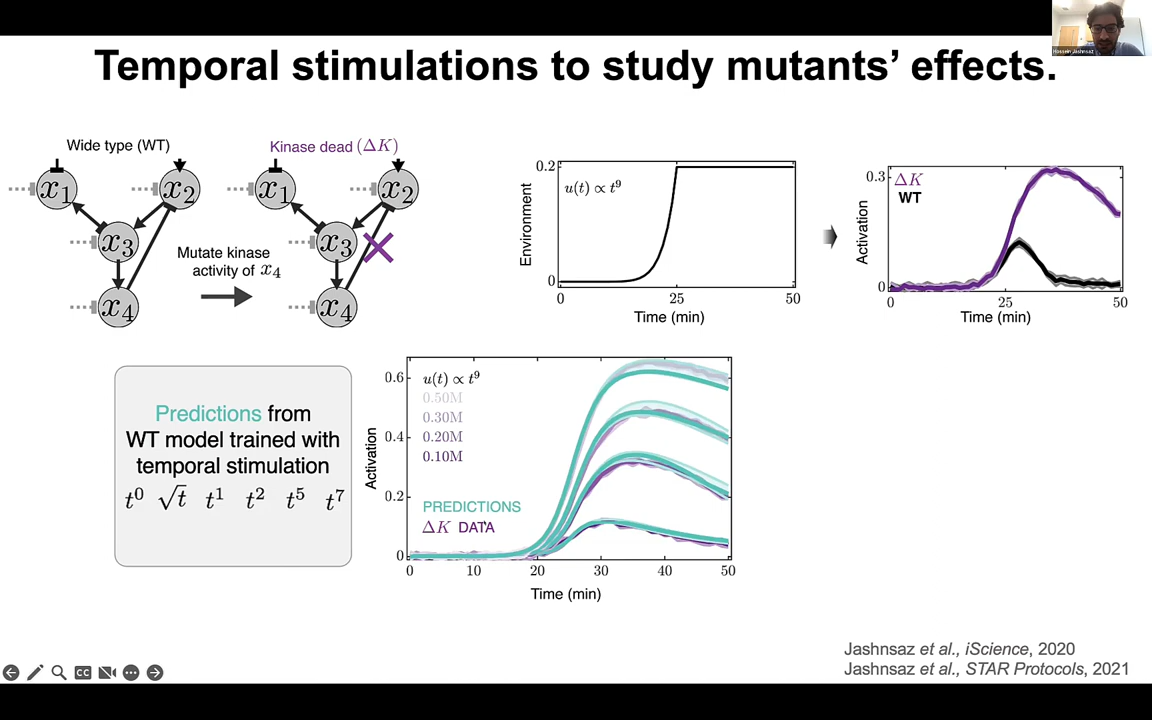 Temporal stimulations to study mutants' effects.
Hossein Jashnsaz
Wide type (WT)
x₁
x₂
x₃
x₄
Mutate kinase
activity of x₄
Kinase dead (ΔK)
x₁
x₂
x₃
x₄
0.2
0
Environment
u(t) ∝ t⁹
0
25
50
Time (min)
0.3
0
Activation
ΔK
WT
0
25
50
Time (min)
Predictions from
WT model trained with
temporal stimulation
t⁰ √t t¹ t² t⁵ t⁷
0.6
0.4
0.2
0
Activation
u(t) ∝ t⁹
0.50M
0.30M
0.20M
0.10M
PREDICTIONS
ΔK DATA
0 10 20 30 40 50
Time (min)
Jashnsaz et al., iScience, 2020
Jashnsaz et al., STAR Protocols, 2021
CC